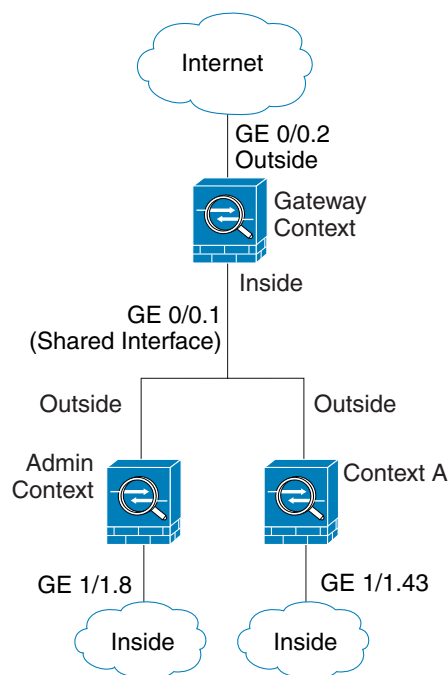 Internet
GE 0/0.2
Outside
Gateway
Context
Inside
GE 0/0.1
(Shared Interface)
Outside
Outside
Admin
Context
Context A
GE 1/1.8
GE 1/1.43
Inside
Inside